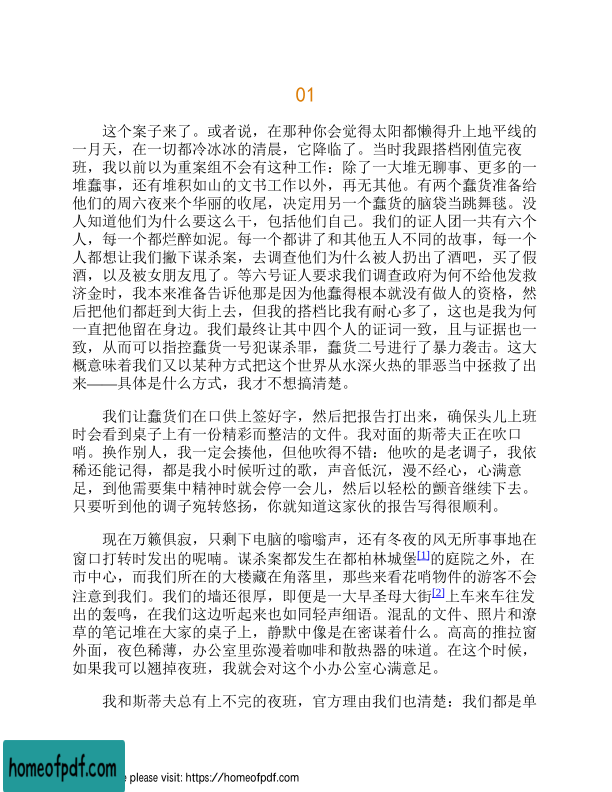 01
这个案子来了。或者说，在那种你会觉得太阳都懒得升上地平线的
一月天，在一切都冷冰冰的清晨，它降临了。当时我跟搭档刚值完夜
班，我以前以为重案组不会有这种工作：除了一大堆无聊事、更多的一
堆蠢事，还有堆积如山的文书工作以外，再无其他。有两个蠢货准备给
他们的周六夜来个华丽的收尾，决定用另一个蠢货的脑袋当跳舞毯。没
人知道他们为什么要这么干，包括他们自己。我们的证人团一共有六个
人，每一个都烂醉如泥。每一个都讲了和其他五人不同的故事，每一个
人都想让我们撇下谋杀案，去调查他们为什么被人扔出了酒吧，买了假
酒，以及被女朋友甩了。等六号证人要求我们调查政府为何不给他发救
济金时，我本来准备告诉他那是因为他蠢得根本就没有做人的资格，然
后把他们都赶到大街上去，但我的搭档比我有耐心多了，这也是我为何
一直把他留在身边。我们最终让其中四个人的证词一致，且与证据也一
致，从而可以指控蠢货一号犯谋杀罪，蠢货二号进行了暴力袭击。这大
概意味着我们又以某种方式把这个世界从水深火热的罪恶当中拯救了出
来——具体是什么方式，我才不想搞清楚。
我们让蠢货们在口供上签好字，然后把报告打出来，确保头儿上班
时会看到桌子上有一份精彩而整洁的文件。我对面的斯蒂夫正在吹口
哨。换作别人，我一定会揍他，但他吹得不错：他吹的是老调子，我依
稀还能记得，都是我小时候听过的歌，声音低沉，漫不经心，心满意
足，到他需要集中精神时就会停一会儿，然后以轻松的颤音继续下去。
只要听到他的调子宛转悠扬，你就知道这家伙的报告写得很顺利。
现在万籁俱寂，只剩下电脑的嗡嗡声，还有冬夜的风无所事事地在
窗口打转时发出的呢喃。谋杀案都发生在都柏林城堡[1]的庭院之外，在
市中心，而我们所在的大楼藏在角落里，那些来看花哨物件的游客不会
注意到我们。我们的墙还很厚，即便是一大早圣母大街[2]上车来车往发
出的轰鸣，在我们这边听起来也如同轻声细语。混乱的文件、照片和潦
草的笔记堆在大家的桌子上，静默中像是在密谋着什么。高高的推拉窗
外面，夜色稀薄，办公室里弥漫着咖啡和散热器的味道。在这个时候，
如果我可以翘掉夜班，我就会对这个小办公室心满意足。
我和斯蒂夫总有上不完的夜班，官方理由我们也清楚：我们都是单
homeofpdf.com
e please visit: https://homeofpdf.com